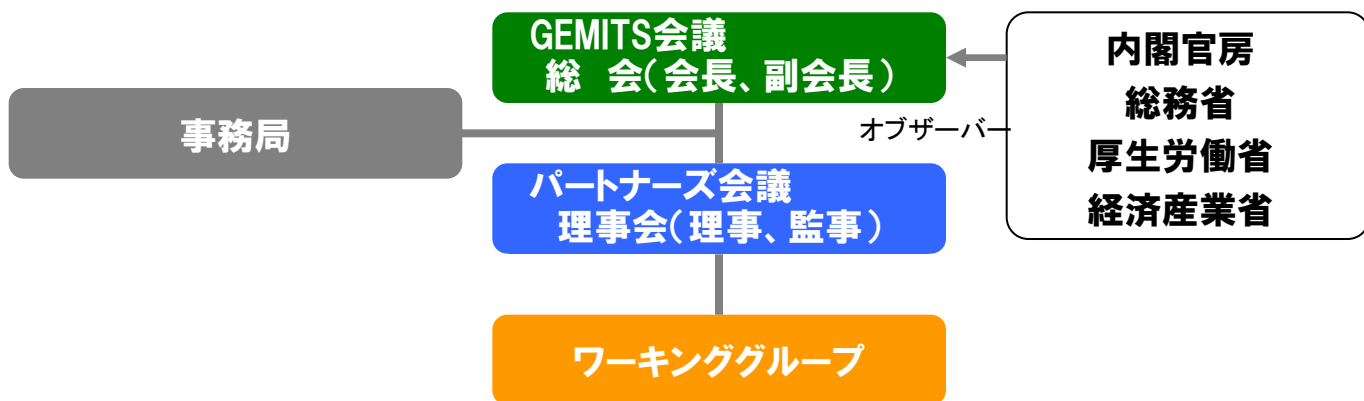 GEMITS会議
総　会(会長、副会長)
事務局
オブザーバー
内閣官房
総務省
厚生労働省
経済産業省
パートナーズ会議
理事会(理事、監事)
ワーキンググループ